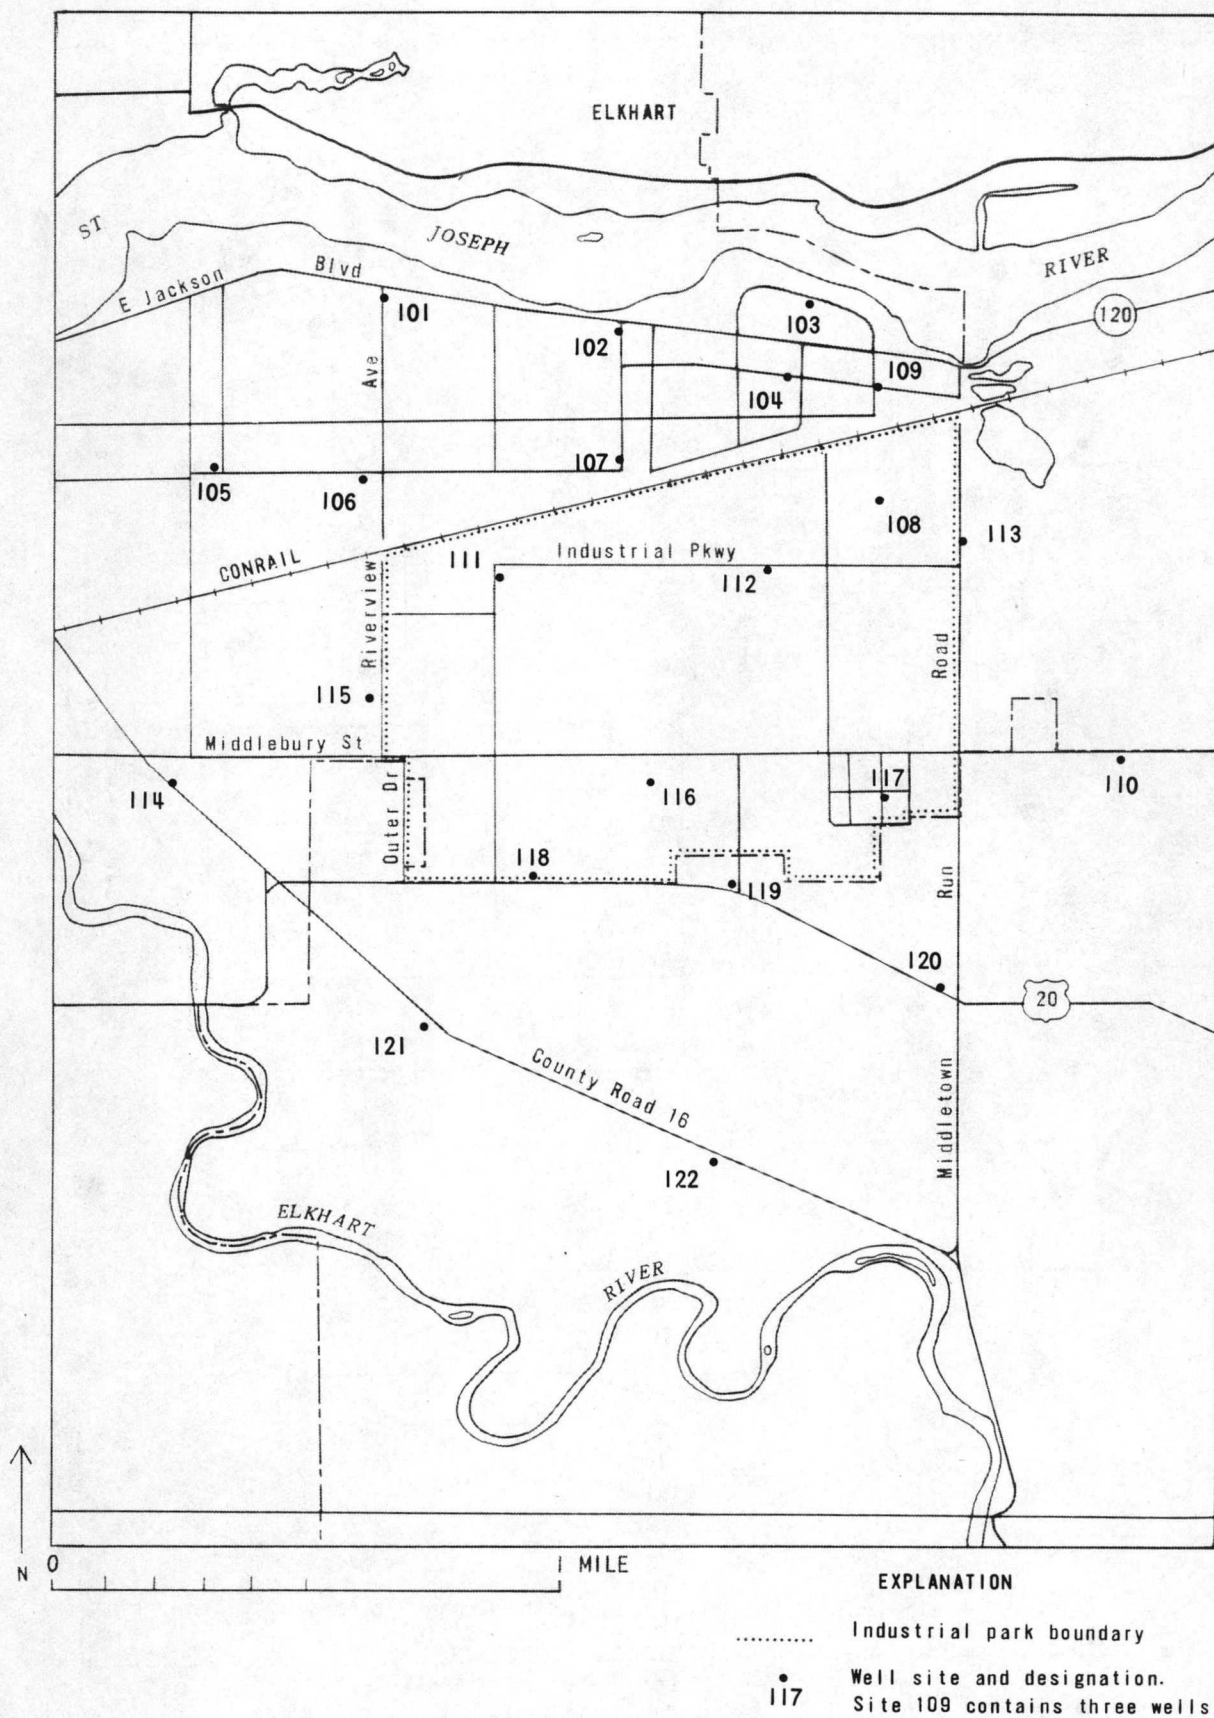 ELKHART
ST JOSEPH RIVER
E Jackson Blvd
120
101
102
103
109
104
Ave
107
105
106
108
113
CONRAIL
111
Industrial Pkwy
112
Riverview
Road
115
Middlebury St
114
Outer Dr
116
117
110
118
119
Run
120
20
121
County Road 16
Middletown
122
ELKHART RIVER
N
0 1 MILE
EXPLANATION
Industrial park boundary
117 Well site and designation.
Site 109 contains three wells